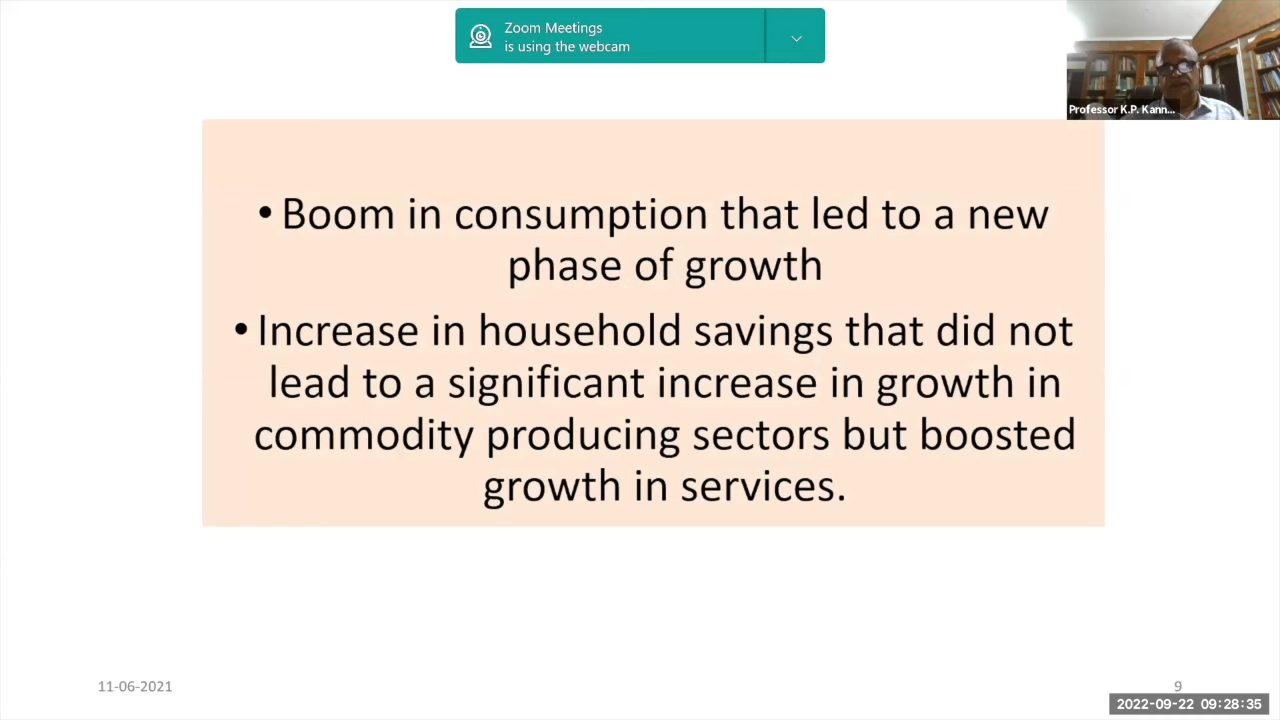 Zoom Meetings
is using the webcam
Professor K.P. Kann...
• Boom in consumption that led to a new
phase of growth
• Increase in household savings that did not
lead to a significant increase in growth in
commodity producing sectors but boosted
growth in services.
11-06-2021
9
2022-09-22 09:28:35